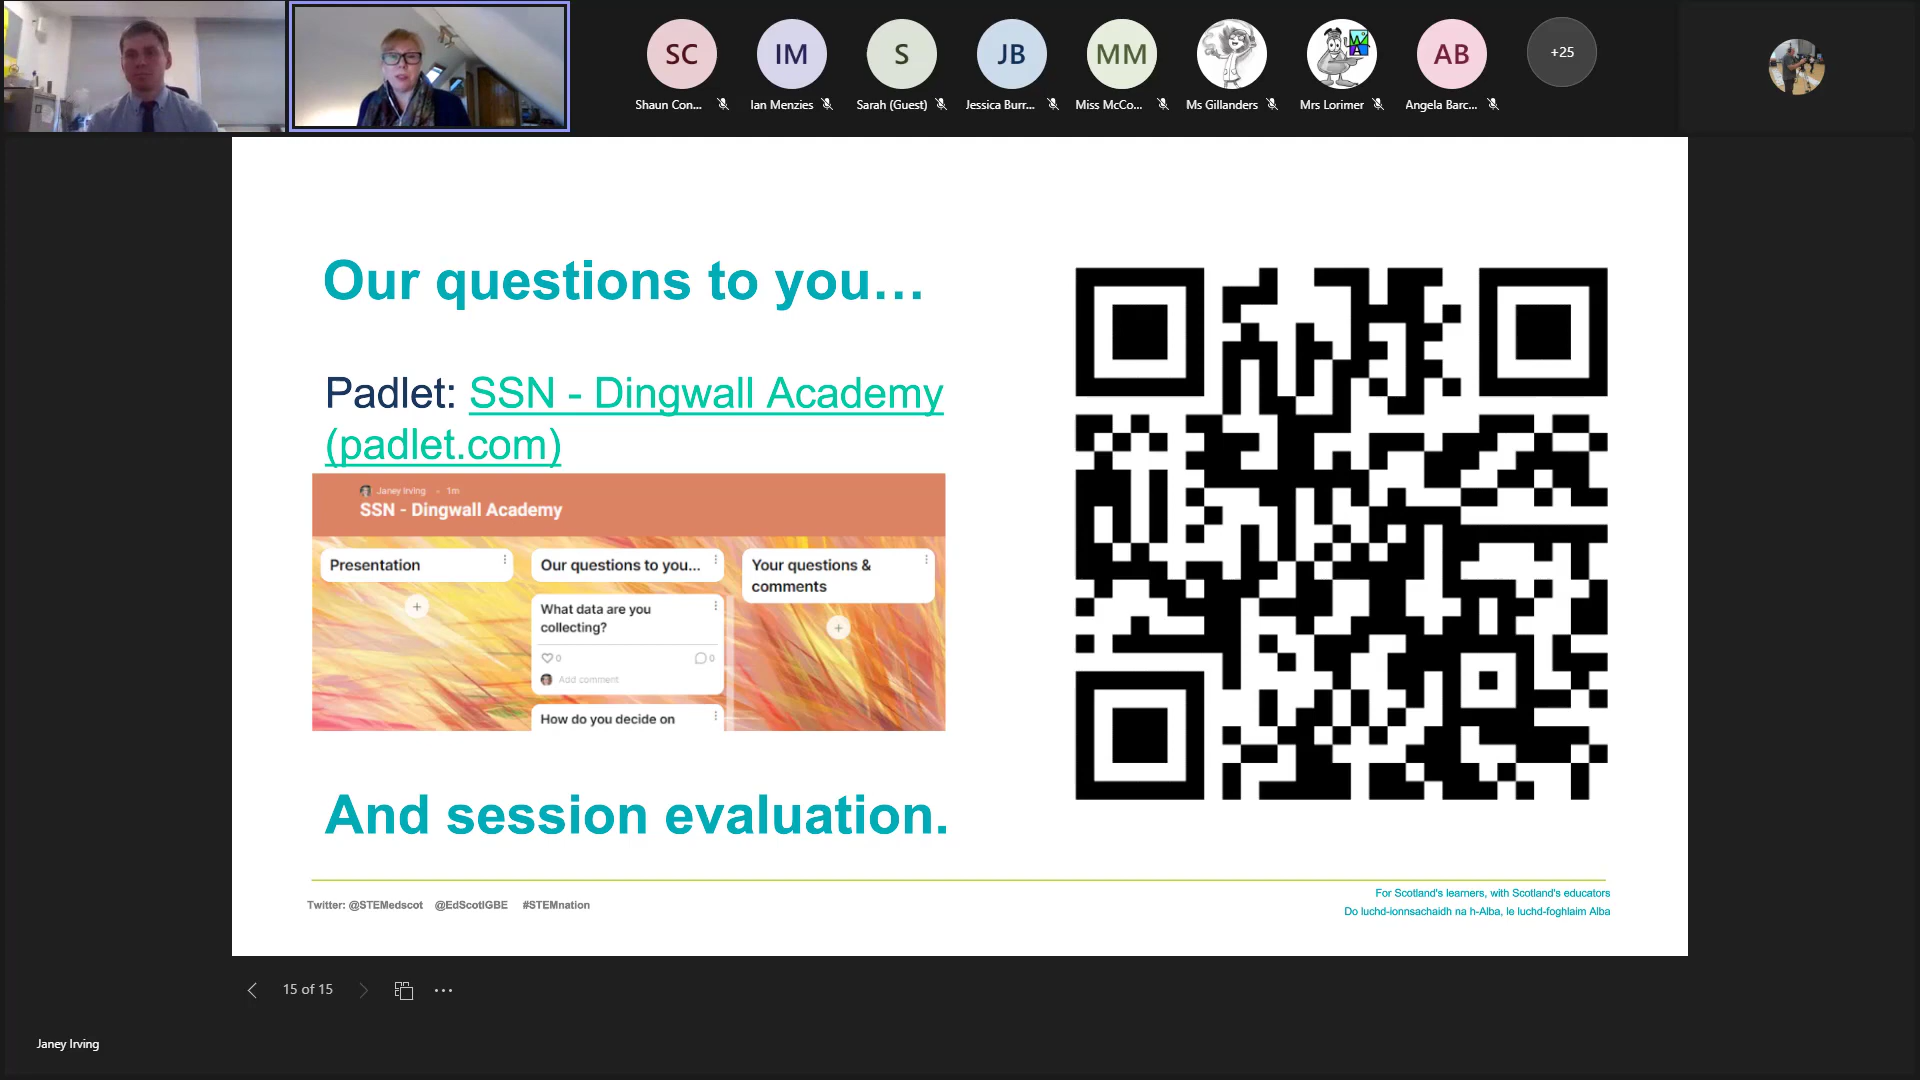 SC
IM
S
JB
MM
AB
+25
Shaun Con...
Ian Menzies
Sarah (Guest)
Jessica Burr...
Miss McCo...
Ms Gillanders
Mrs Lorimer
Angela Barc...
Our questions to you…
Padlet: SSN - Dingwall Academy
(padlet.com)
Janey Irving - 1m
SSN - Dingwall Academy
Presentation
Our questions to you...
What data are you
collecting?
0
0
Add comment
How do you decide on
Your questions &
comments
And session evaluation.
Twitter: @STEMedscot @EdScotIGBE #STEMnation
For Scotland's learners, with Scotland's educators
Do luchd-ionnsachaidh na h-Alba, le luchd-foghlaim Alba
15 of 15
Janey Irving